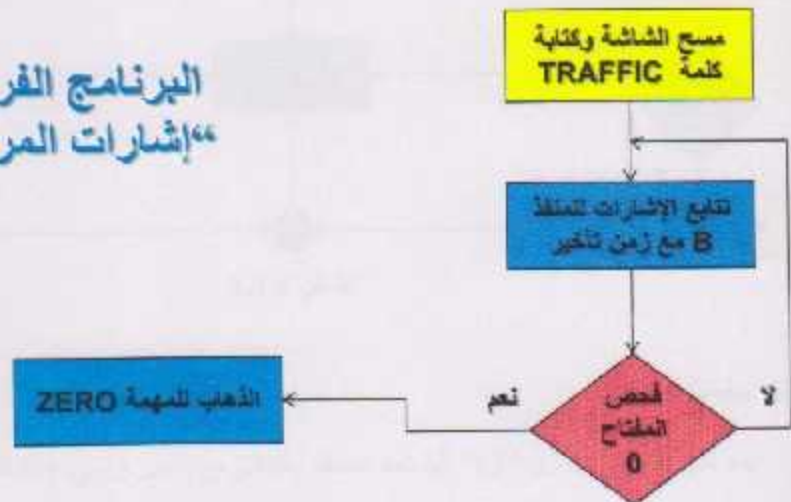 البرنامج الفر
“إشارات المر
مسح الشاشة وكتابة
كلمة TRAFFIC
تتابع الإشارات للمنفذ
B مع زمن تأخير
فحص
المفتاح
0
لا
نعم
الذهاب للمهمة ZERO